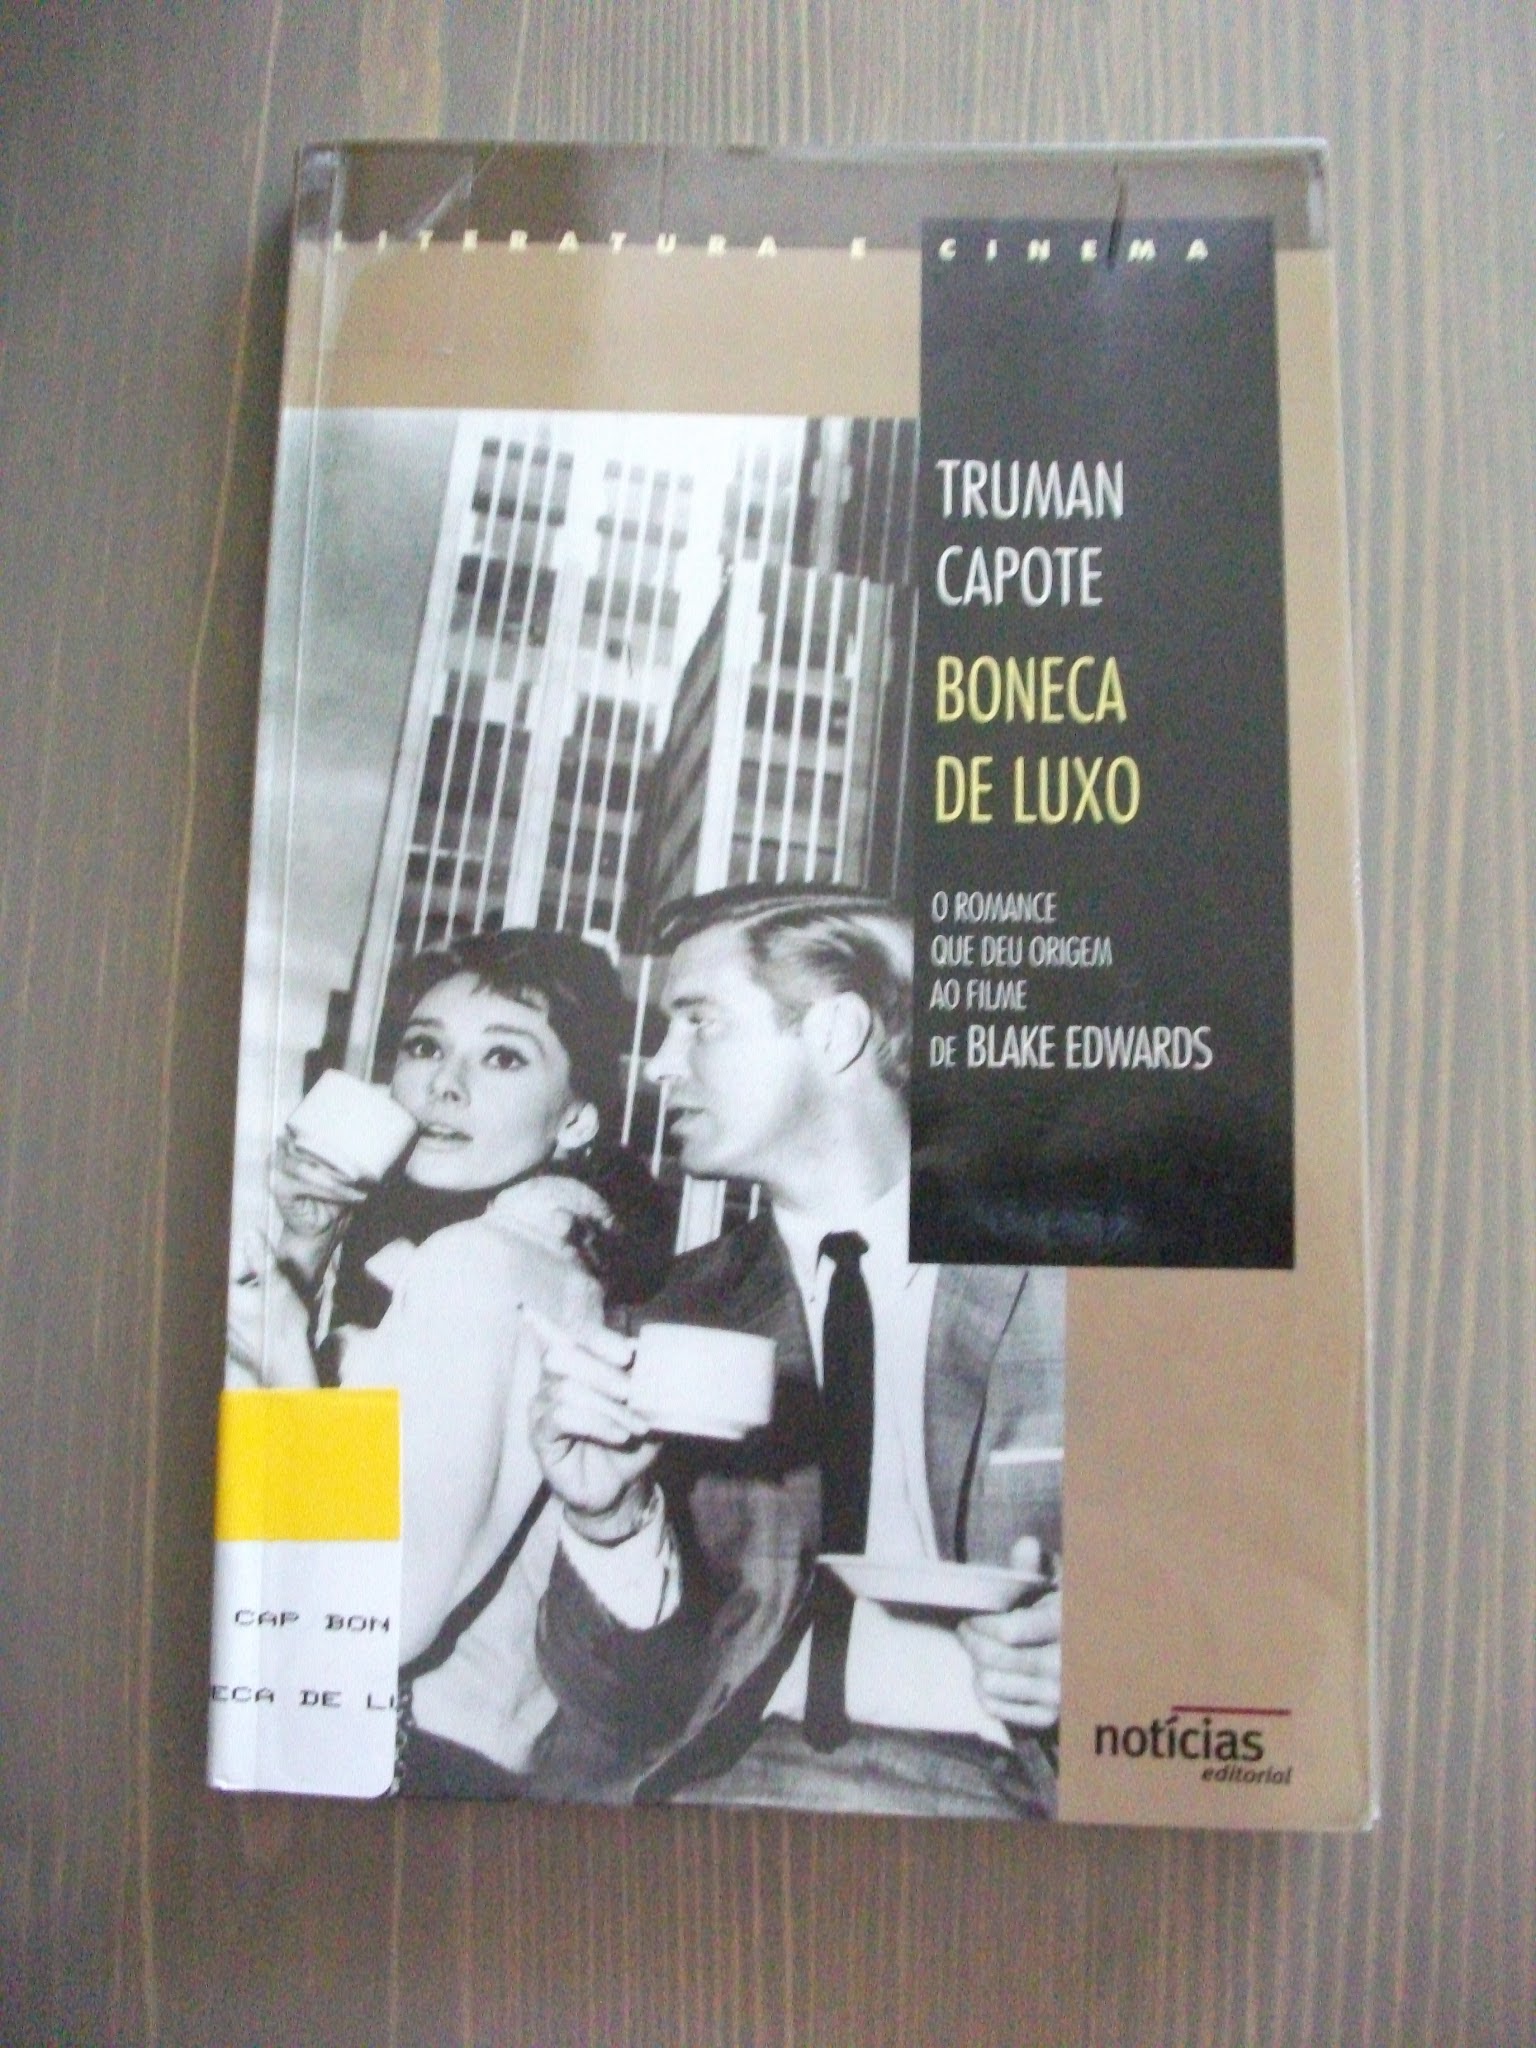 LITERATURA E CINEMA
TRUMAN
CAPOTE
BONECA
DE LUXO
O ROMANCE
QUE DEU ORIGEM
AO FILME
DE BLAKE EDWARDS
CAP BON
ECA DE LU
notícias
editorial